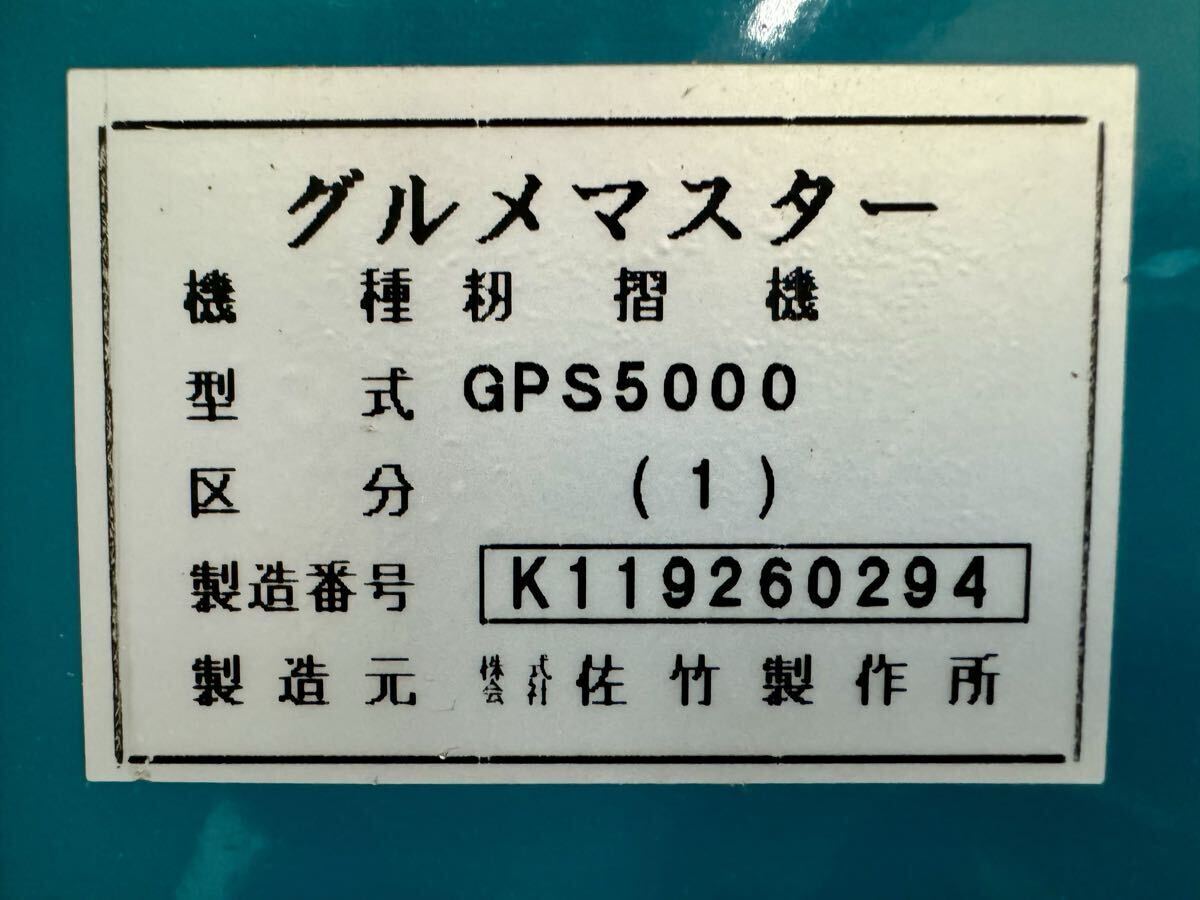 グルメマスター
機種 籾摺機
型式 GPS5000
区分 (1)
製造番号 K119260294
製造元 株式会社 佐竹製作所